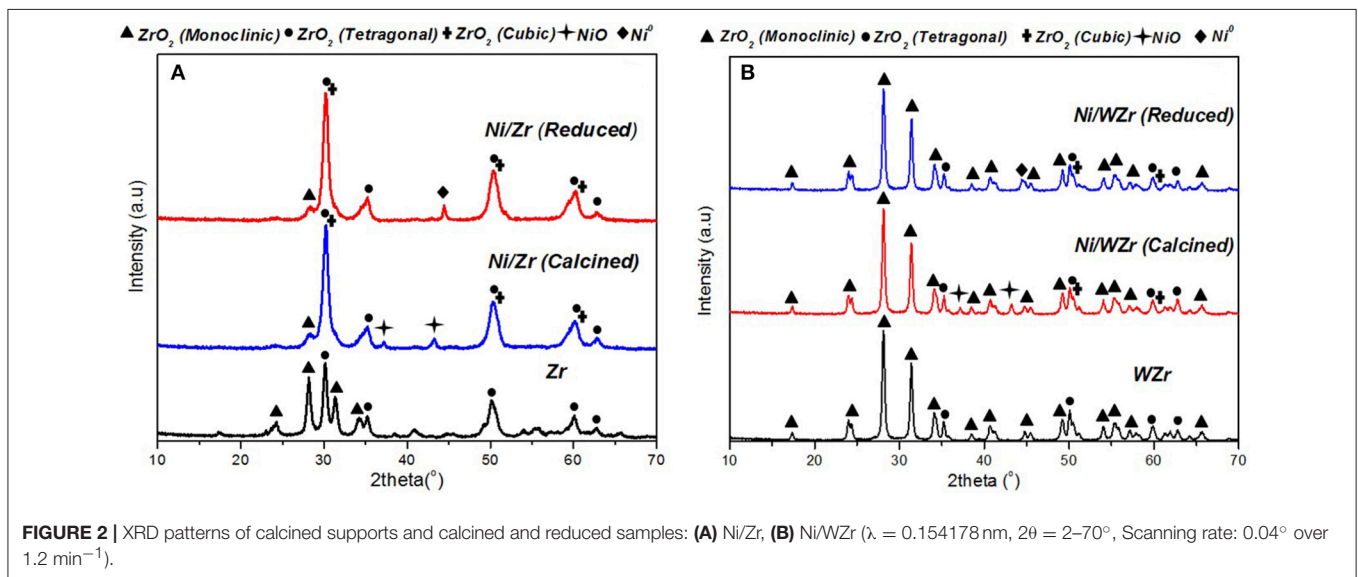 ▲ ZrO₂ (Monoclinic) ● ZrO₂ (Tetragonal) ✚ ZrO₂ (Cubic) ✦ NiO ◆ Ni⁰
A
Ni/Zr (Reduced)
Ni/Zr (Calcined)
Zr
Intensity (a.u)
10 20 30 40 50 60 70
2theta(°)
▲ ZrO₂ (Monoclinic) ● ZrO₂ (Tetragonal) ✚ ZrO₂ (Cubic) ✦ NiO ◆ Ni⁰
B
Ni/WZr (Reduced)
Ni/WZr (Calcined)
WZr
Intensity (a.u)
10 20 30 40 50 60 70
2theta(°)
FIGURE 2 | XRD patterns of calcined supports and calcined and reduced samples: (A) Ni/Zr, (B) Ni/WZr (λ = 0.154178 nm, 2θ = 2–70°, Scanning rate: 0.04° over
1.2 min⁻¹).